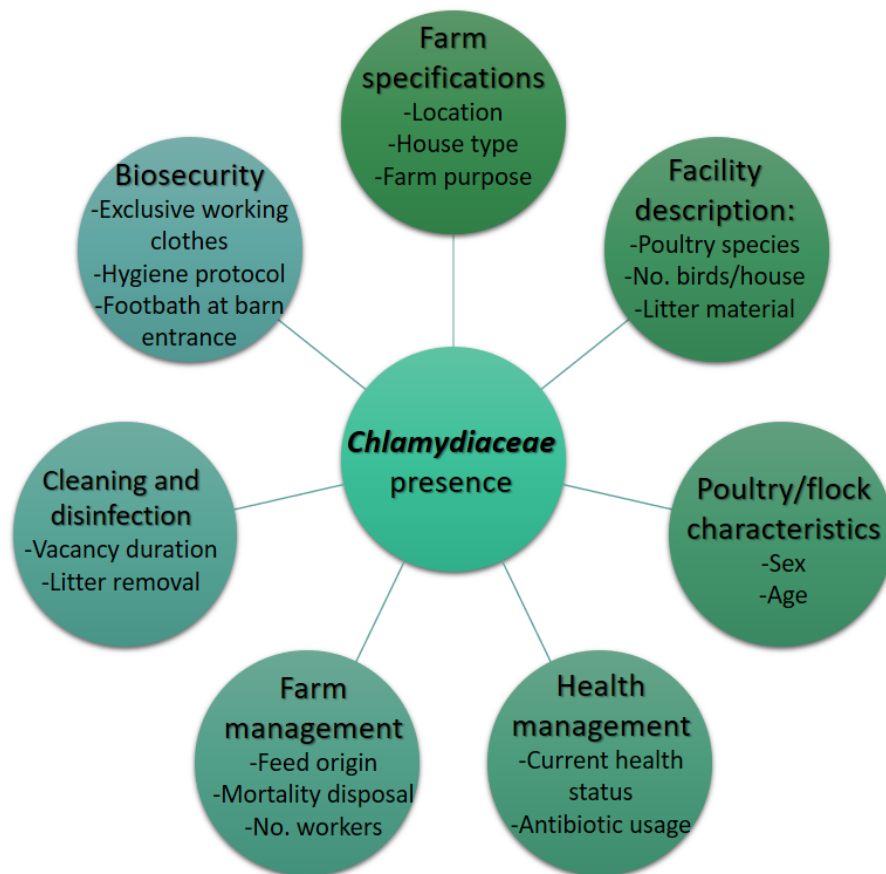 Farm
specifications
-Location
-House type
-Farm purpose
Facility
description:
-Poultry species
-No. birds/house
-Litter material
Poultry/flock
characteristics
-Sex
-Age
Health
management
-Current health
status
-Antibiotic usage
Farm
management
-Feed origin
-Mortality disposal
-No. workers
Cleaning and
disinfection
-Vacancy duration
-Litter removal
Biosecurity
-Exclusive working
clothes
-Hygiene protocol
-Footbath at barn
entrance
Chlamydiaceae
presence